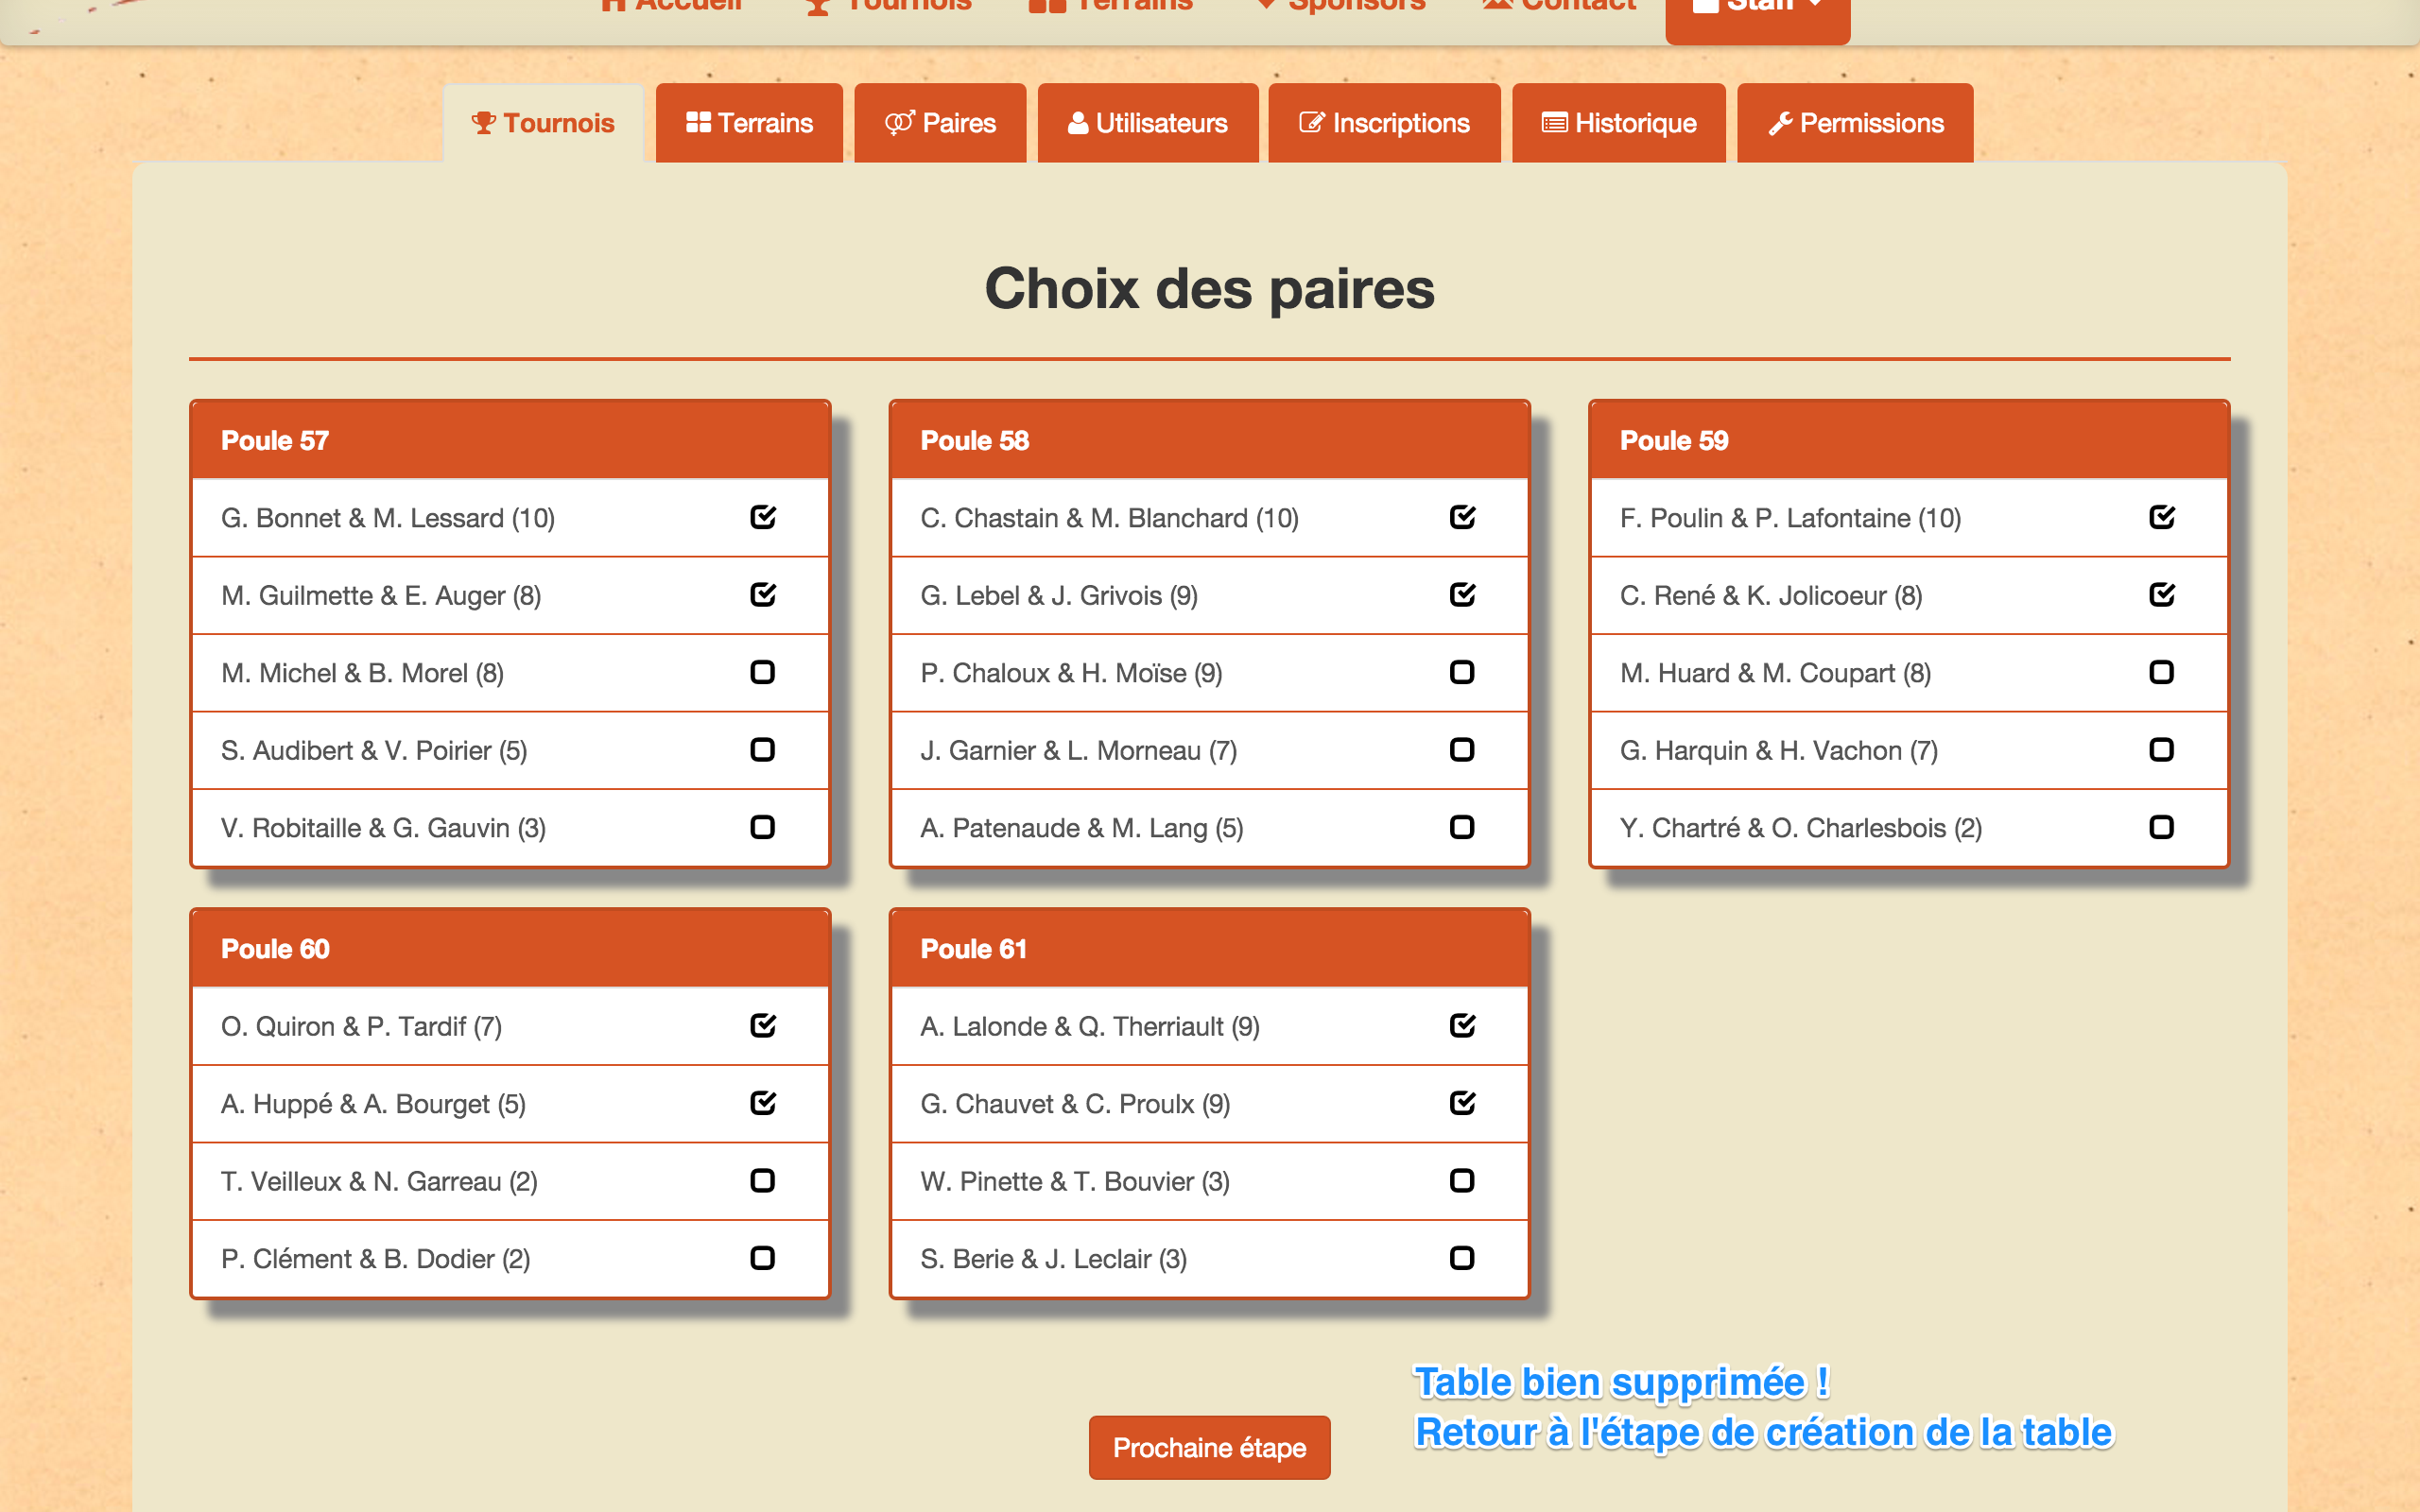 Accueil Tournois Terrains Sponsors Contact Staff
Tournois Terrains Paires Utilisateurs Inscriptions Historique Permissions
Choix des paires
Poule 57
G. Bonnet & M. Lessard (10)
M. Guilmette & E. Auger (8)
M. Michel & B. Morel (8)
S. Audibert & V. Poirier (5)
V. Robitaille & G. Gauvin (3)
Poule 58
C. Chastain & M. Blanchard (10)
G. Lebel & J. Grivois (9)
P. Chaloux & H. Moïse (9)
J. Garnier & L. Morneau (7)
A. Patenaude & M. Lang (5)
Poule 59
F. Poulin & P. Lafontaine (10)
C. René & K. Jolicoeur (8)
M. Huard & M. Coupart (8)
G. Harquin & H. Vachon (7)
Y. Chartré & O. Charlesbois (2)
Poule 60
O. Quiron & P. Tardif (7)
A. Huppé & A. Bourget (5)
T. Veilleux & N. Garreau (2)
P. Clément & B. Dodier (2)
Poule 61
A. Lalonde & Q. Therriault (9)
G. Chauvet & C. Proulx (9)
W. Pinette & T. Bouvier (3)
S. Berie & J. Leclair (3)
Table bien supprimée !
Retour à l'étape de création de la table
Prochaine étape